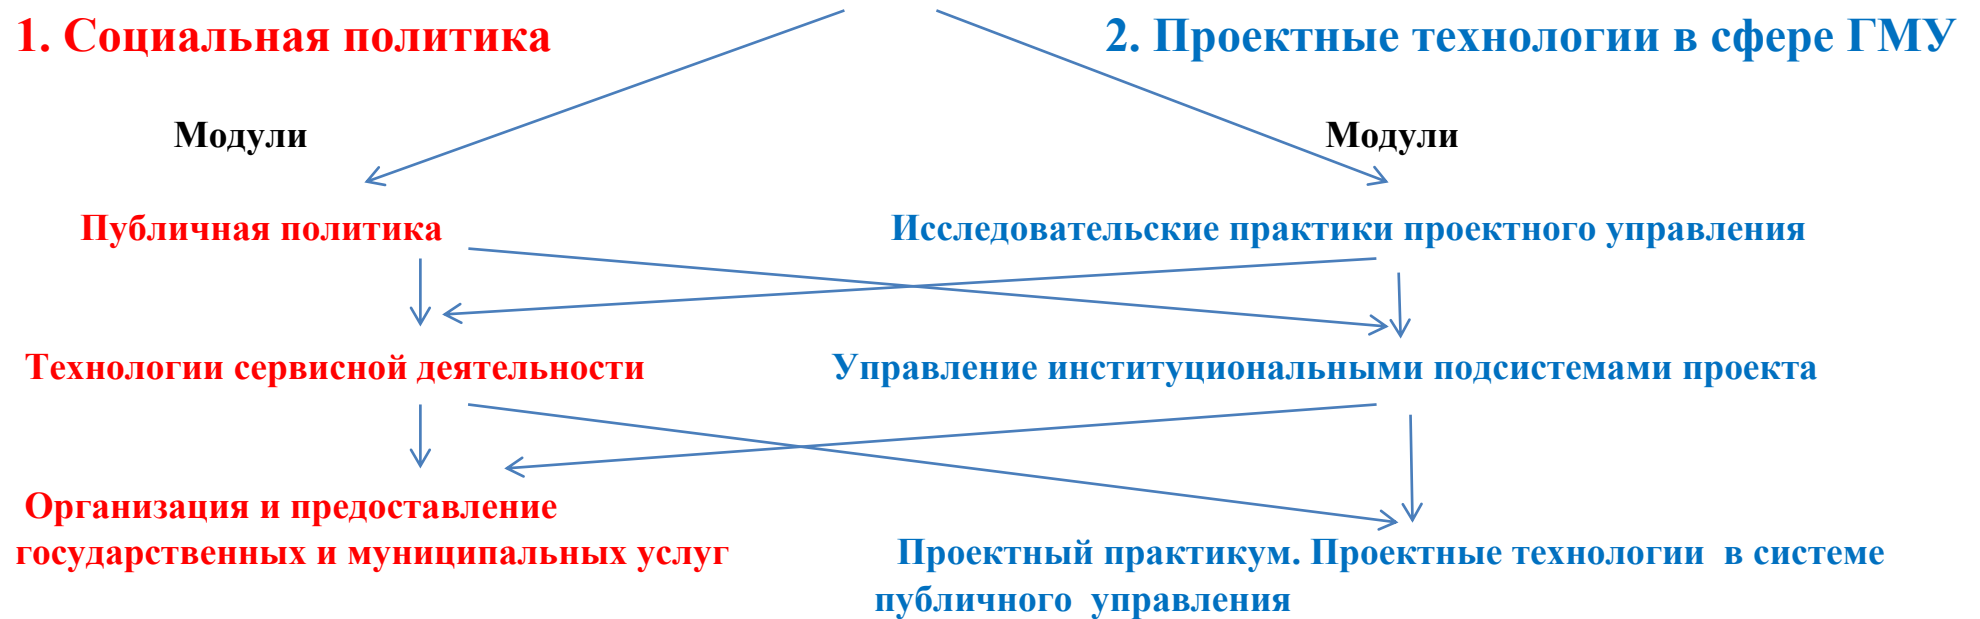 1. Социальная политика
2. Проектные технологии в сфере ГМУ
Модули
Модули
Публичная политика
Исследовательские практики проектного управления
Технологии сервисной деятельности
Управление институциональными подсистемами проекта
Организация и предоставление
государственных и муниципальных услуг
Проектный практикум. Проектные технологии в системе
публичного управления